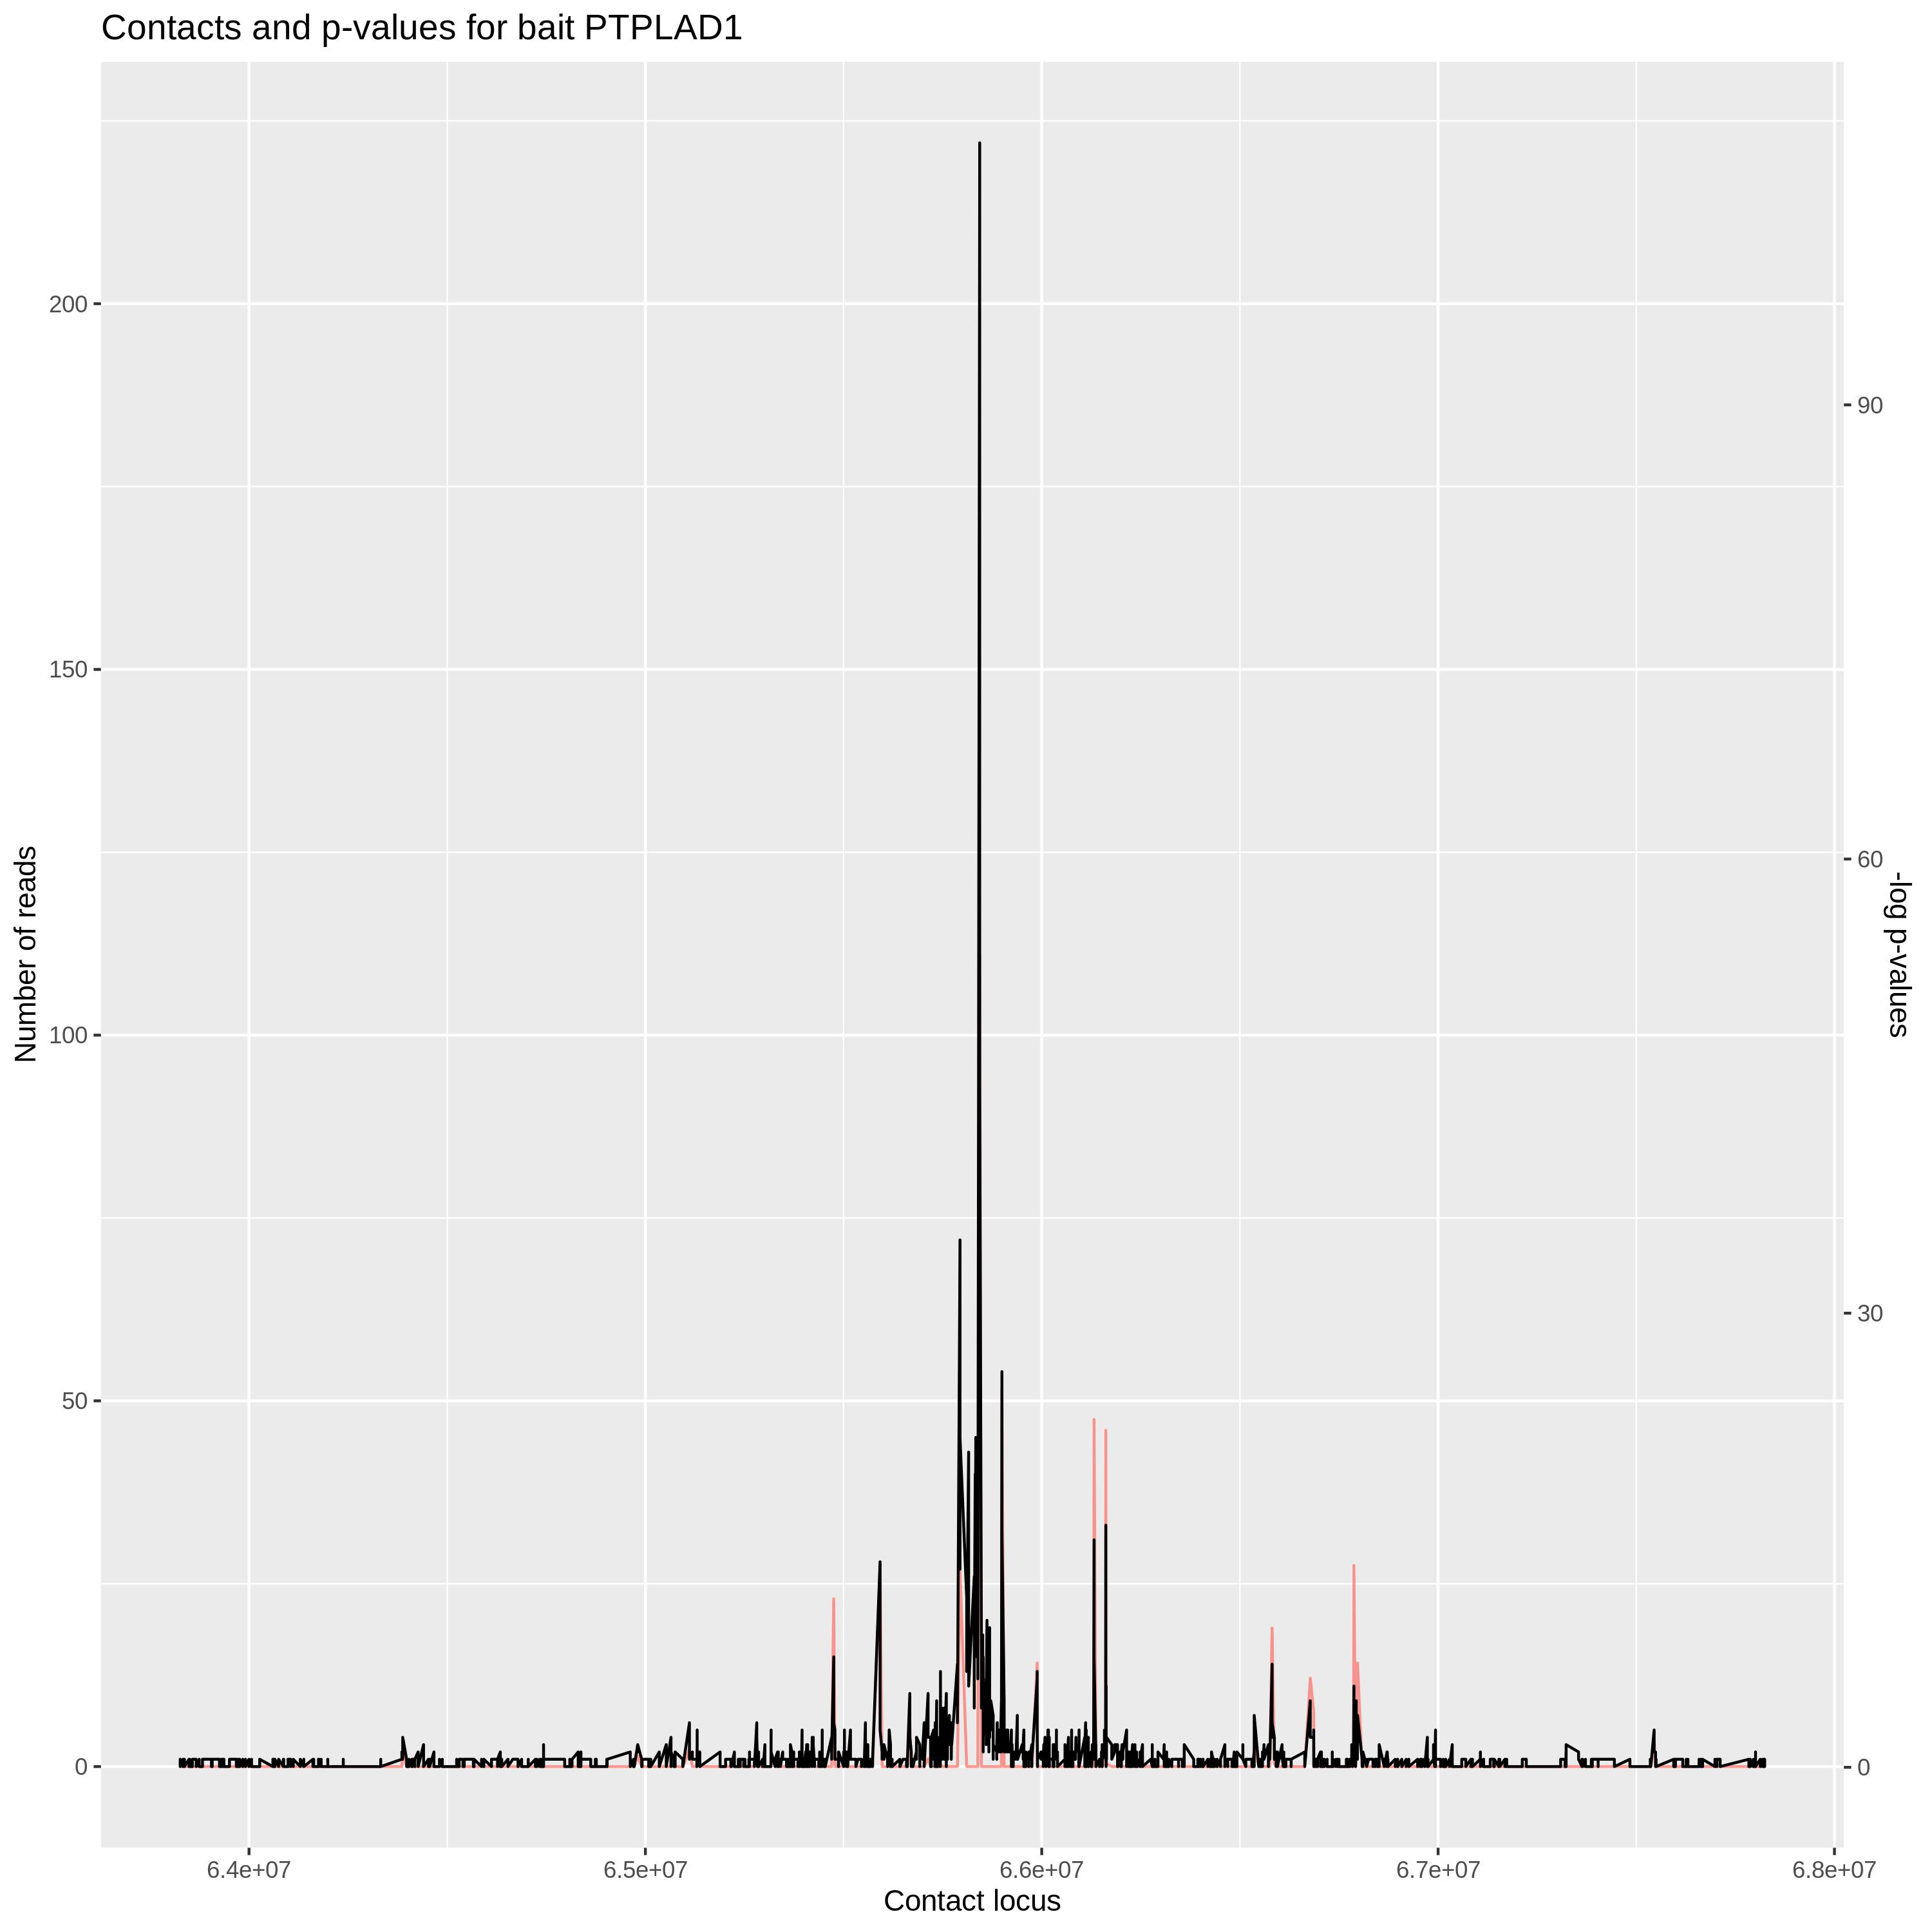 Contacts and p-values for bait PTPLAD1
Number of reads
200
150
100
50
0
90
60
30
0
-log p-values
6.4e+07 6.5e+07 6.6e+07 6.7e+07 6.8e+07
Contact locus